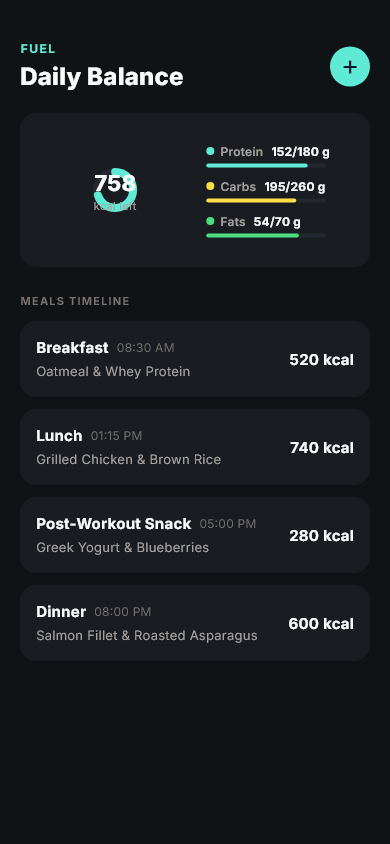 FUEL
Daily Balance
+
758
kcal left
Protein 152/180 g
Carbs 195/260 g
Fats 54/70 g
MEALS TIMELINE
Breakfast 08:30 AM
Oatmeal & Whey Protein
520 kcal
Lunch 01:15 PM
Grilled Chicken & Brown Rice
740 kcal
Post-Workout Snack 05:00 PM
Greek Yogurt & Blueberries
280 kcal
Dinner 08:00 PM
Salmon Fillet & Roasted Asparagus
600 kcal